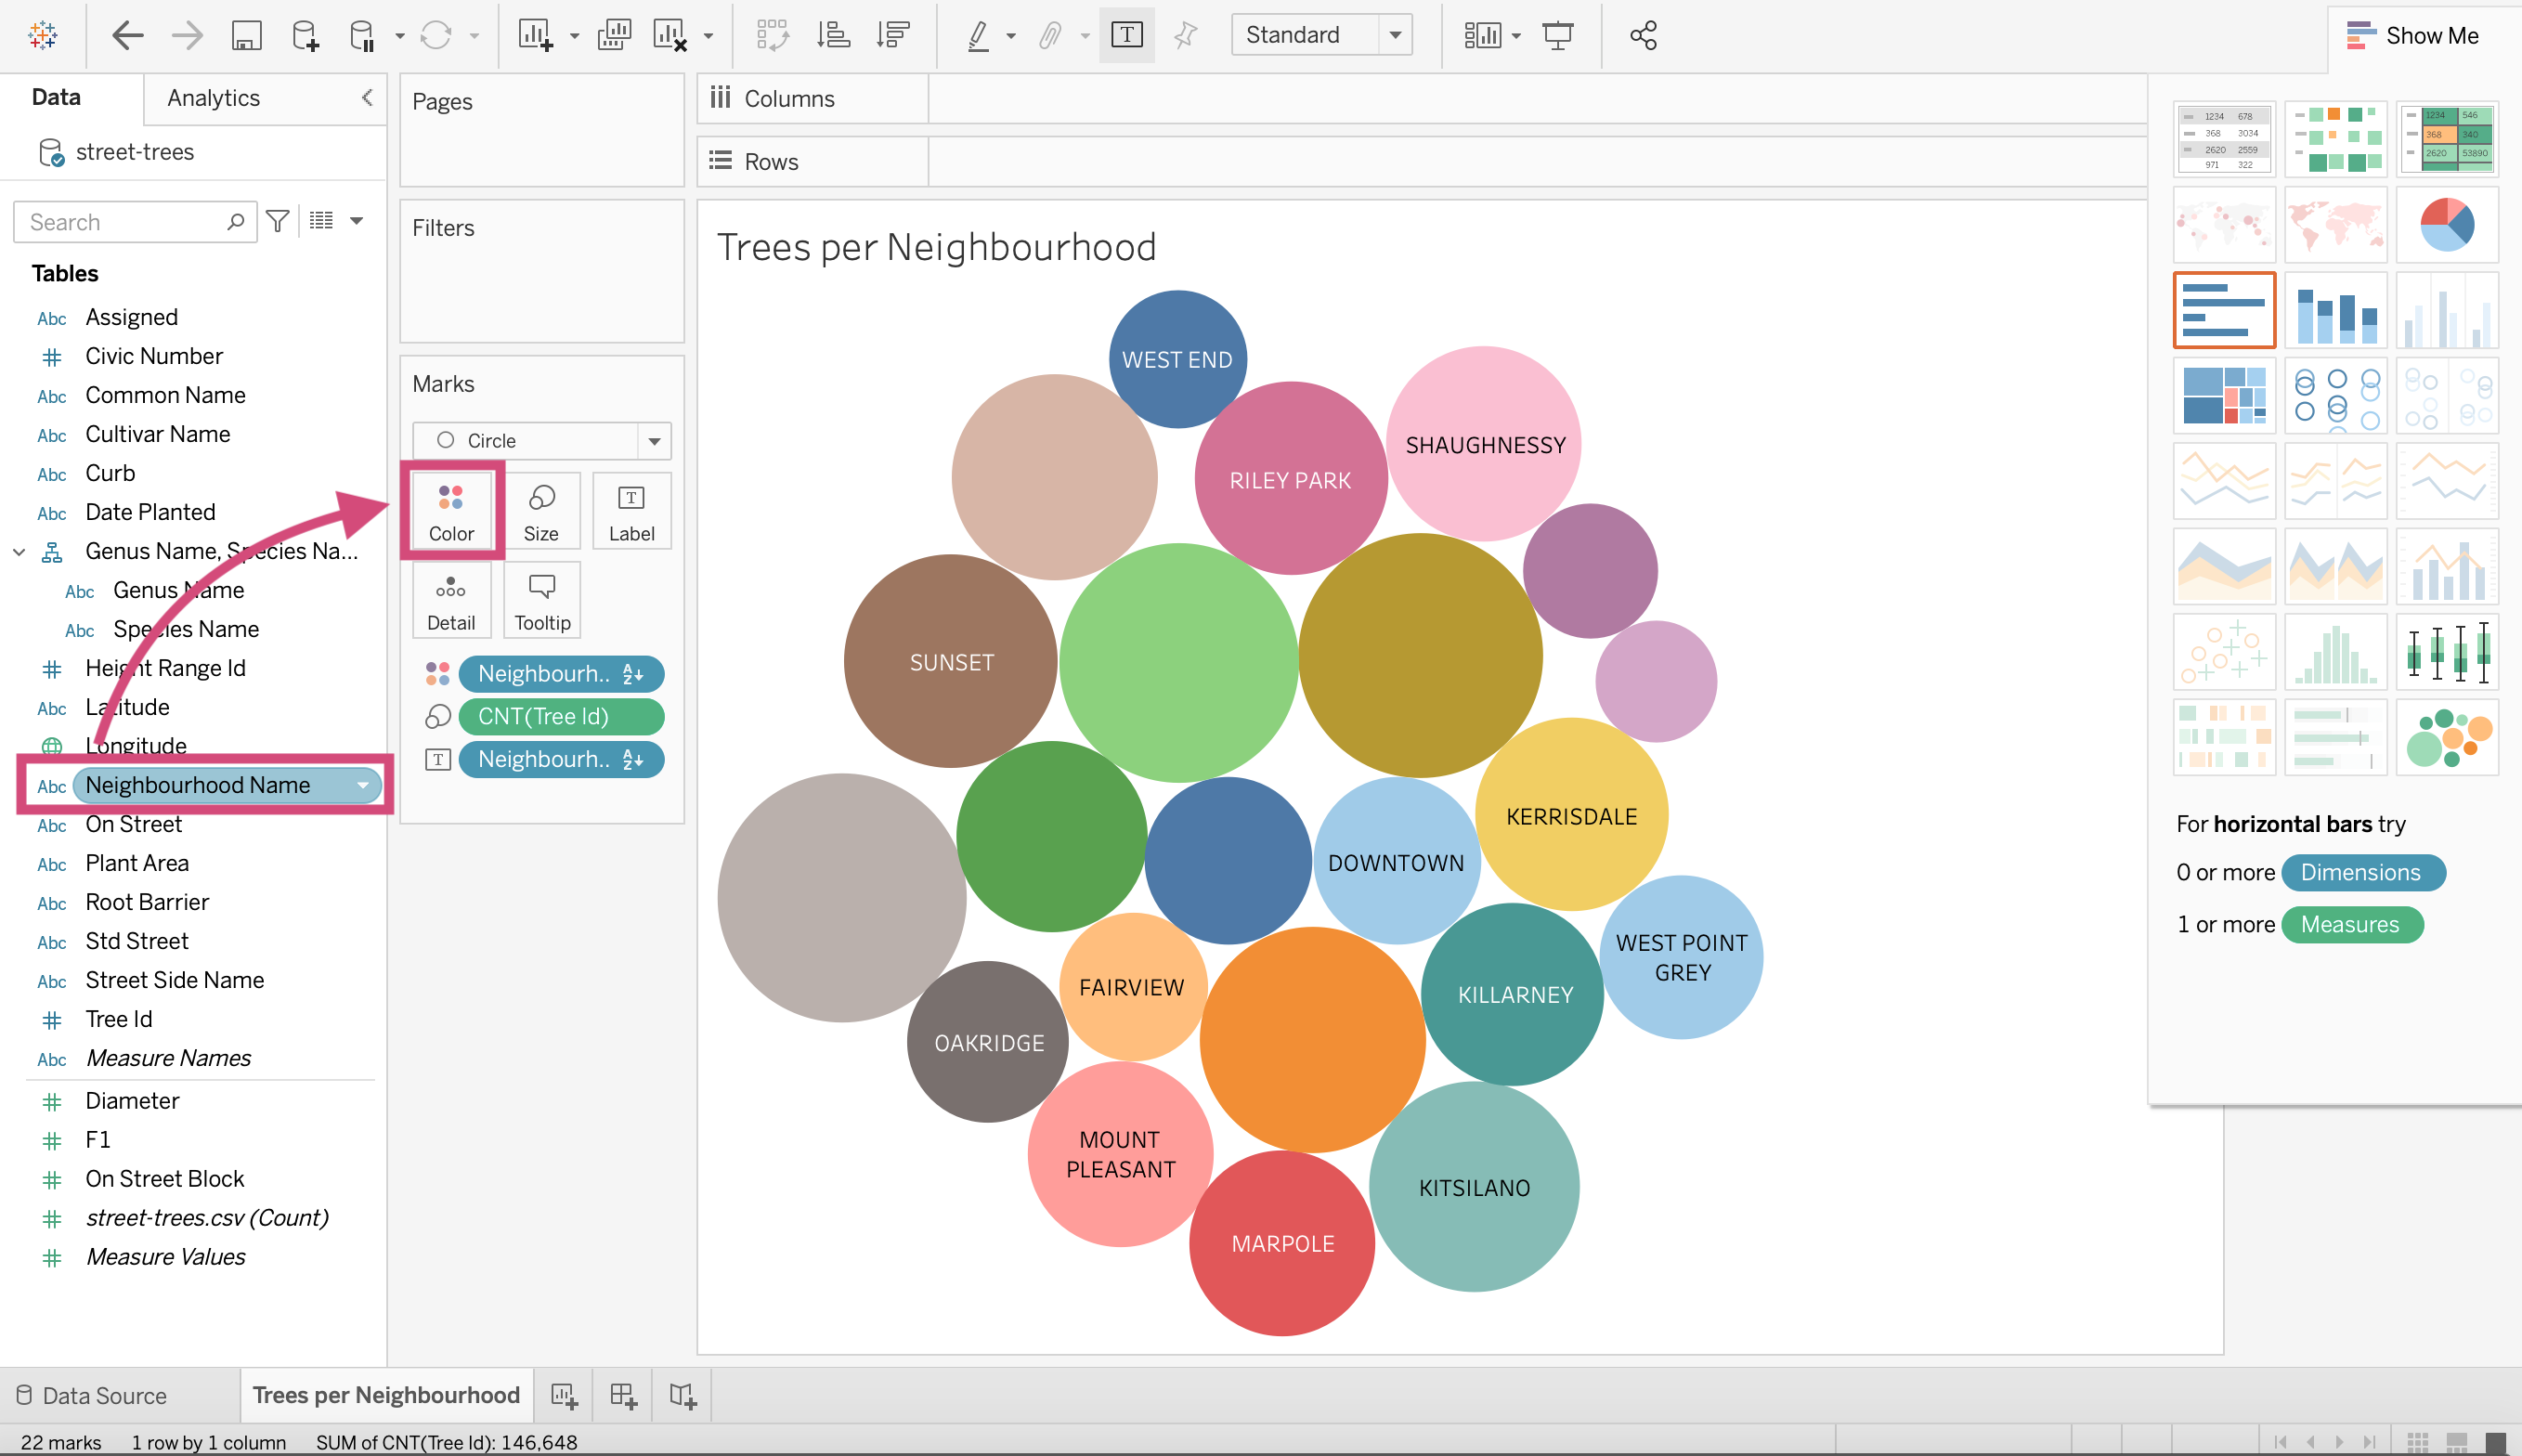 Standard
Show Me
Data
Analytics
street-trees
Search
Tables
Abc Assigned
Civic Number
Abc Common Name
Abc Cultivar Name
Abc Curb
Abc Date Planted
Genus Name, Species Na...
Abc Genus Name
Abc Species Name
Height Range Id
Abc Latitude
Longitude
Abc Neighbourhood Name
Abc On Street
Abc Plant Area
Abc Root Barrier
Abc Std Street
Abc Street Side Name
Tree Id
Abc Measure Names
Diameter
F1
On Street Block
street-trees.csv (Count)
Measure Values
Pages
Filters
Marks
Circle
Color
Size
T
Label
Detail
Tooltip
Neighbourh..
CNT(Tree Id)
T Neighbourh..
Columns
Rows
Trees per Neighbourhood
WEST END
SHAUGHNESSY
RILEY PARK
SUNSET
KERRISDALE
DOWNTOWN
WEST POINT
GREY
FAIRVIEW
KILLARNEY
OAKRIDGE
MOUNT
PLEASANT
KITSILANO
MARPOLE
1234 678
368 3034
2620 2559
971 322
1234 546
368 340
2620 53890
For horizontal bars try
0 or more Dimensions
1 or more Measures
Data Source
Trees per Neighbourhood
22 marks 1 row by 1 column SUM of CNT(Tree Id): 146,648